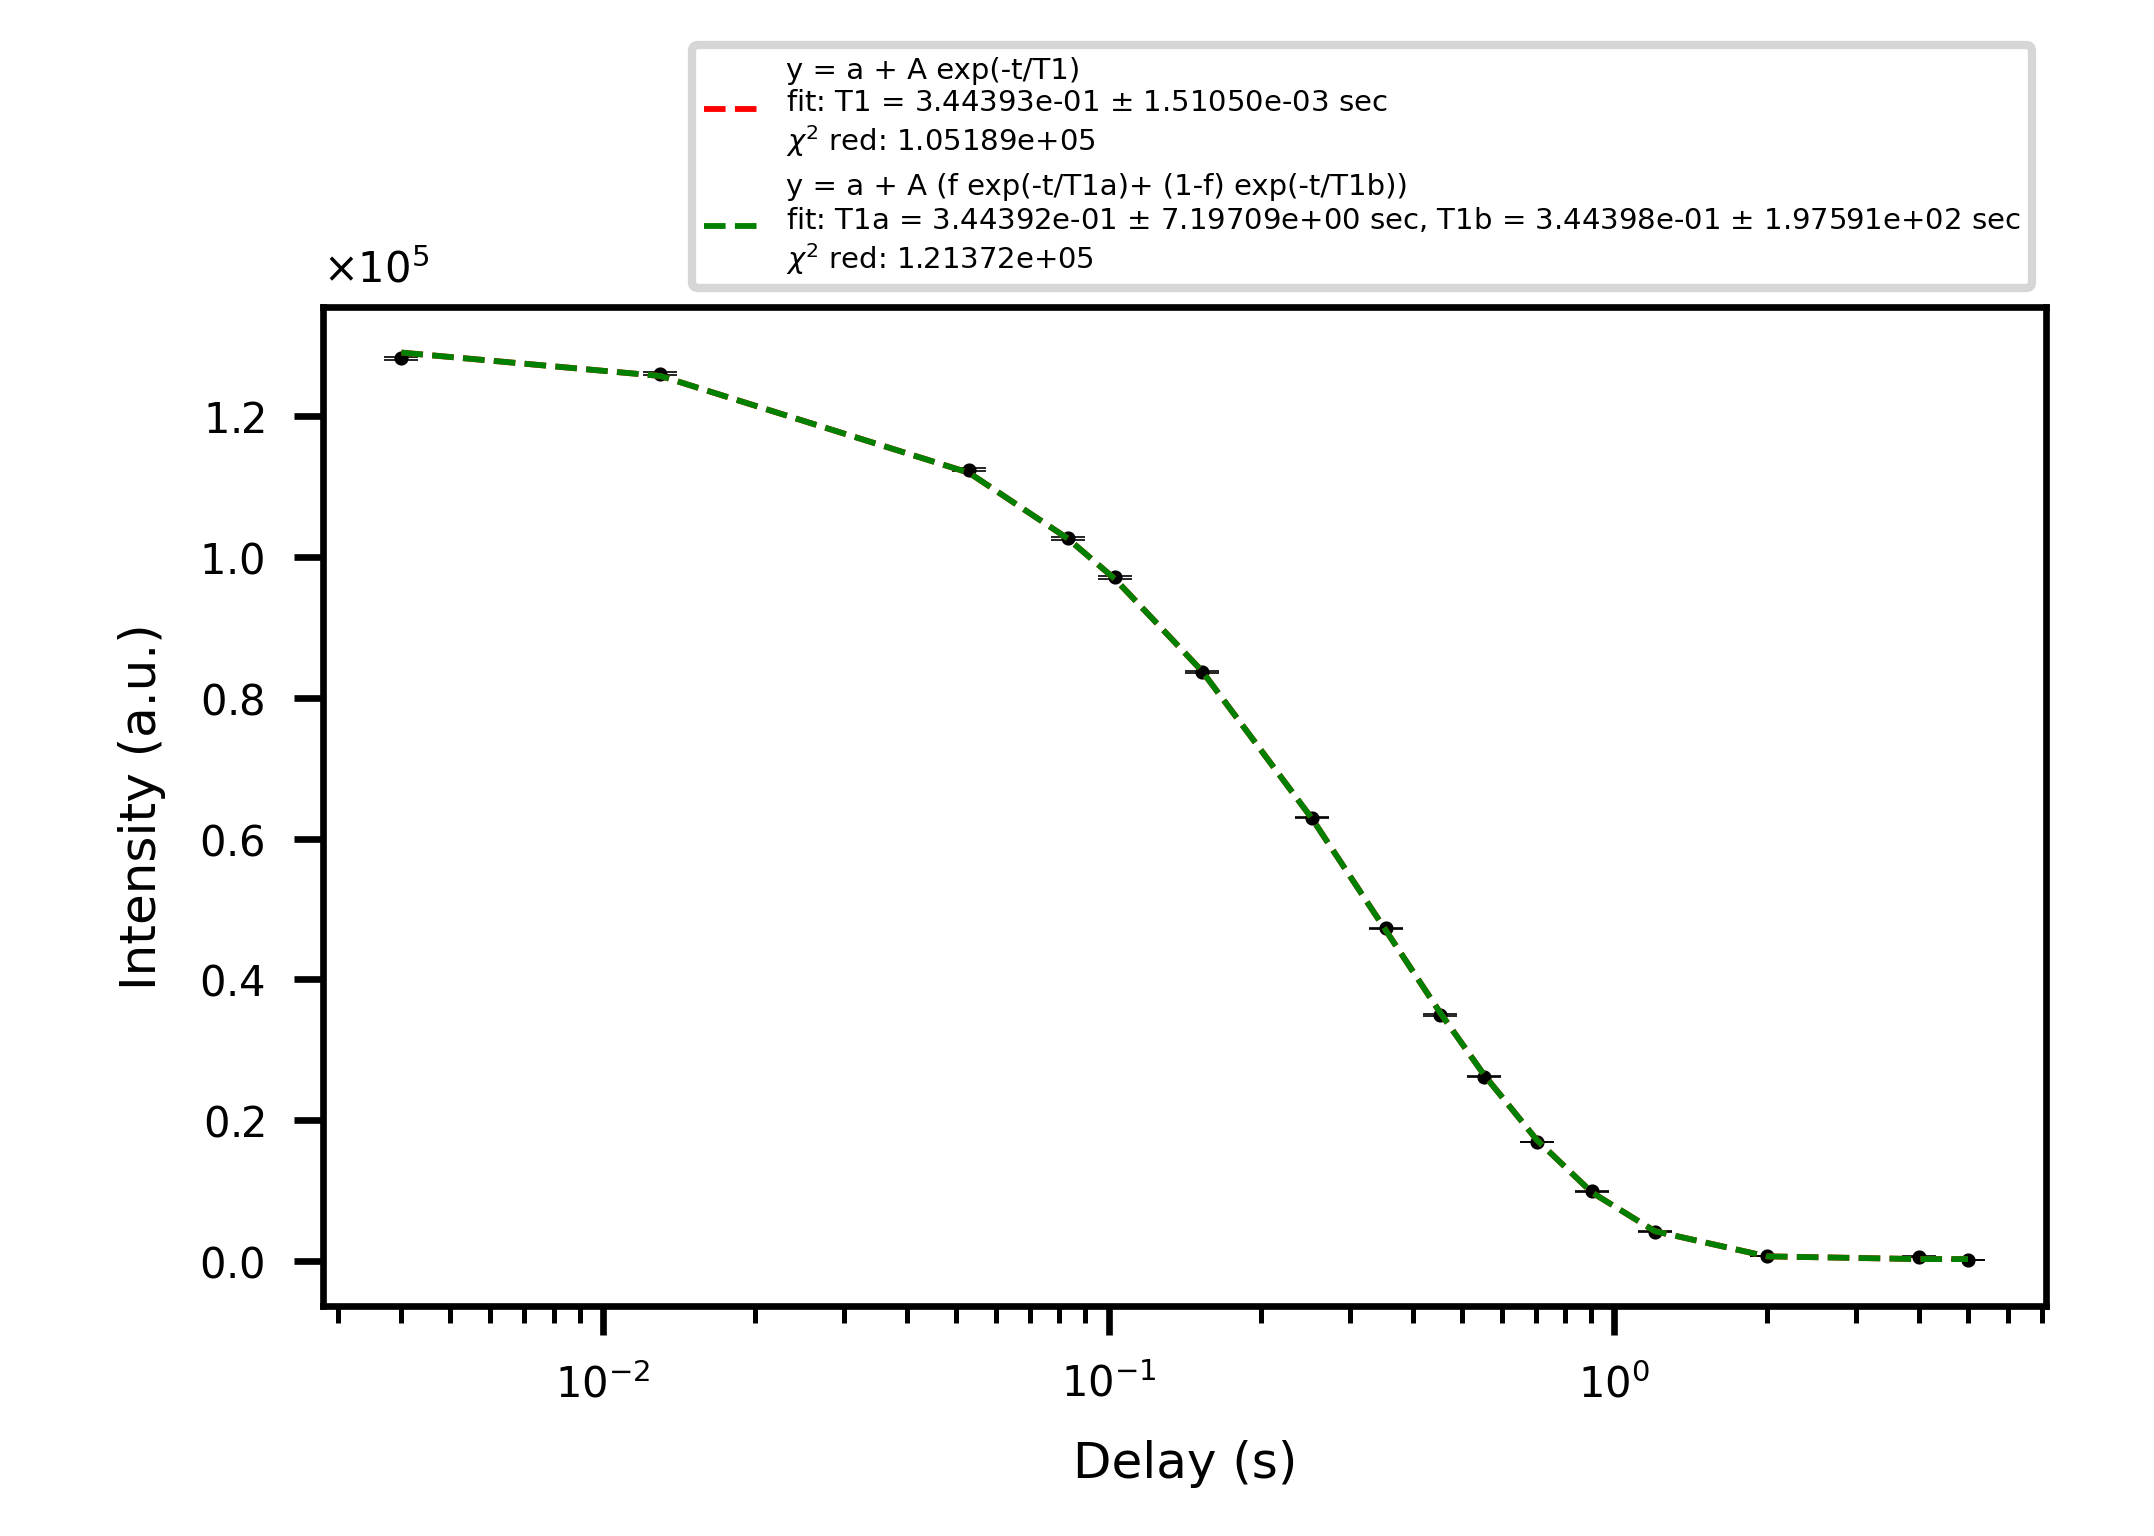 y = a + A exp(-t/T1)
fit: T1 = 3.44393e-01 ± 1.51050e-03 sec
χ² red: 1.05189e+05
y = a + A (f exp(-t/T1a)+ (1-f) exp(-t/T1b))
fit: T1a = 3.44392e-01 ± 7.19709e+00 sec, T1b = 3.44398e-01 ± 1.97591e+02 sec
χ² red: 1.21372e+05
×10⁵
1.2
1.0
0.8
0.6
0.4
0.2
0.0
Intensity (a.u.)
10⁻² 10⁻¹ 10⁰
Delay (s)